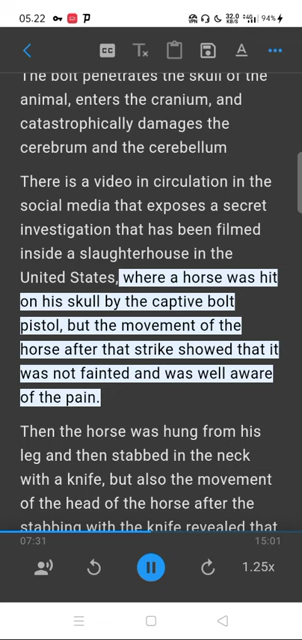 05.22
32.0
KB/S
4G
94%
CC
A
The bolt penetrates the skull of the
animal, enters the cranium, and
catastrophically damages the
cerebrum and the cerebellum
There is a video in circulation in the
social media that exposes a secret
investigation that has been filmed
inside a slaughterhouse in the
United States, where a horse was hit
on his skull by the captive bolt
pistol, but the movement of the
horse after that strike showed that it
was not fainted and was well aware
of the pain.
Then the horse was hung from his
leg and then stabbed in the neck
with a knife, but also the movement
of the head of the horse after the
stabbing with the knife revealed that
07:31
15:01
1.25x